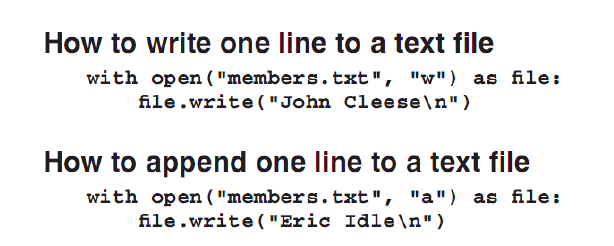 How to write one line to a text file
with open("members.txt", "w") as file:
file.write("John Cleese\n")
How to append one line to a text file
with open("members.txt", "a") as file:
file.write("Eric Idle\n")